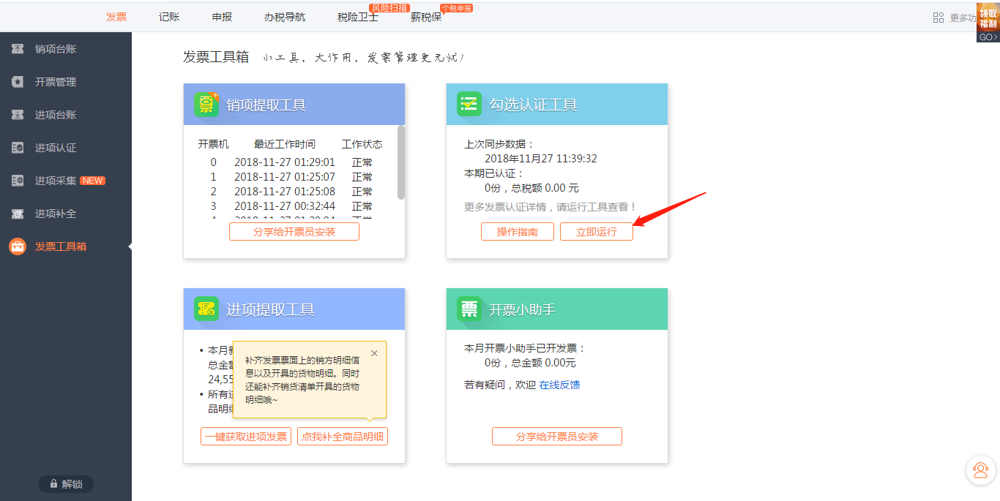 发票 记账 申报 办税导航 税险卫士 风险扫描 薪税保 个税申报 更多功
领取
福利
GO>
销项台账
开票管理
进项台账
进项认证
进项采集 NEW
进项补全
发票工具箱
解锁
发票工具箱 小工具，大作用，发票管理更无忧！
销项提取工具
开票机 最近工作时间 工作状态
0 2018-11-27 01:29:01 正常
1 2018-11-27 01:25:07 正常
2 2018-11-27 01:25:08 正常
3 2018-11-27 00:32:44 正常
分享给开票员安装
勾选认证工具
上次同步数据：
2018年11月27 11:39:32
本期已认证：
0份，总税额 0.00 元
更多发票认证详情，请运行工具查看！
操作指南 立即运行
进项提取工具
• 本月新
总金额
24,55
• 所有进
品明细
补齐发票票面上的销方明细信
息以及开具的货物明细。同时
还能补齐销货清单开具的货物
明细哦~
一键获取进项发票 点我补全商品明细
票 开票小助手
本月开票小助手已开发票：
0份，总金额 0.00元
若有疑问，欢迎 在线反馈
分享给开票员安装